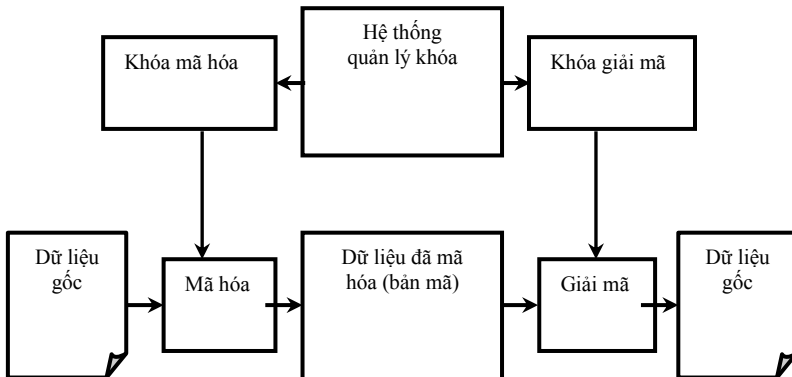 Khóa mã hóa
Hệ thống
quản lý khóa
Khóa giải mã
Dữ liệu
gốc
Mã hóa
Dữ liệu đã mã
hóa (bản mã)
Giải mã
Dữ liệu
gốc